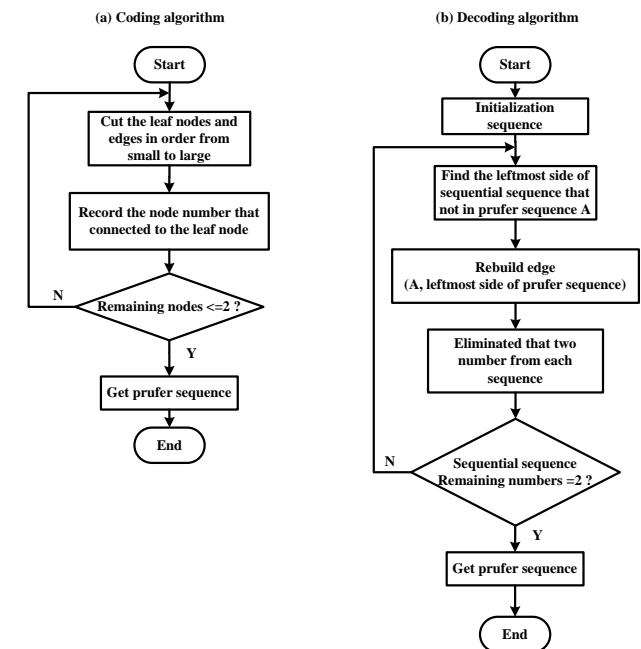 (a) Coding algorithm
Start
Cut the leaf nodes and
edges in order from
small to large
Record the node number that
connected to the leaf node
Remaining nodes <=2 ?
N
Y
Get prufer sequence
End
(b) Decoding algorithm
Start
Initialization
sequence
Find the leftmost side of
sequential sequence that
not in prufer sequence A
Rebuild edge
(A, leftmost side of prufer sequence)
Eliminated that two
number from each
sequence
Sequential sequence
Remaining numbers =2 ?
N
Y
Get prufer sequence
End